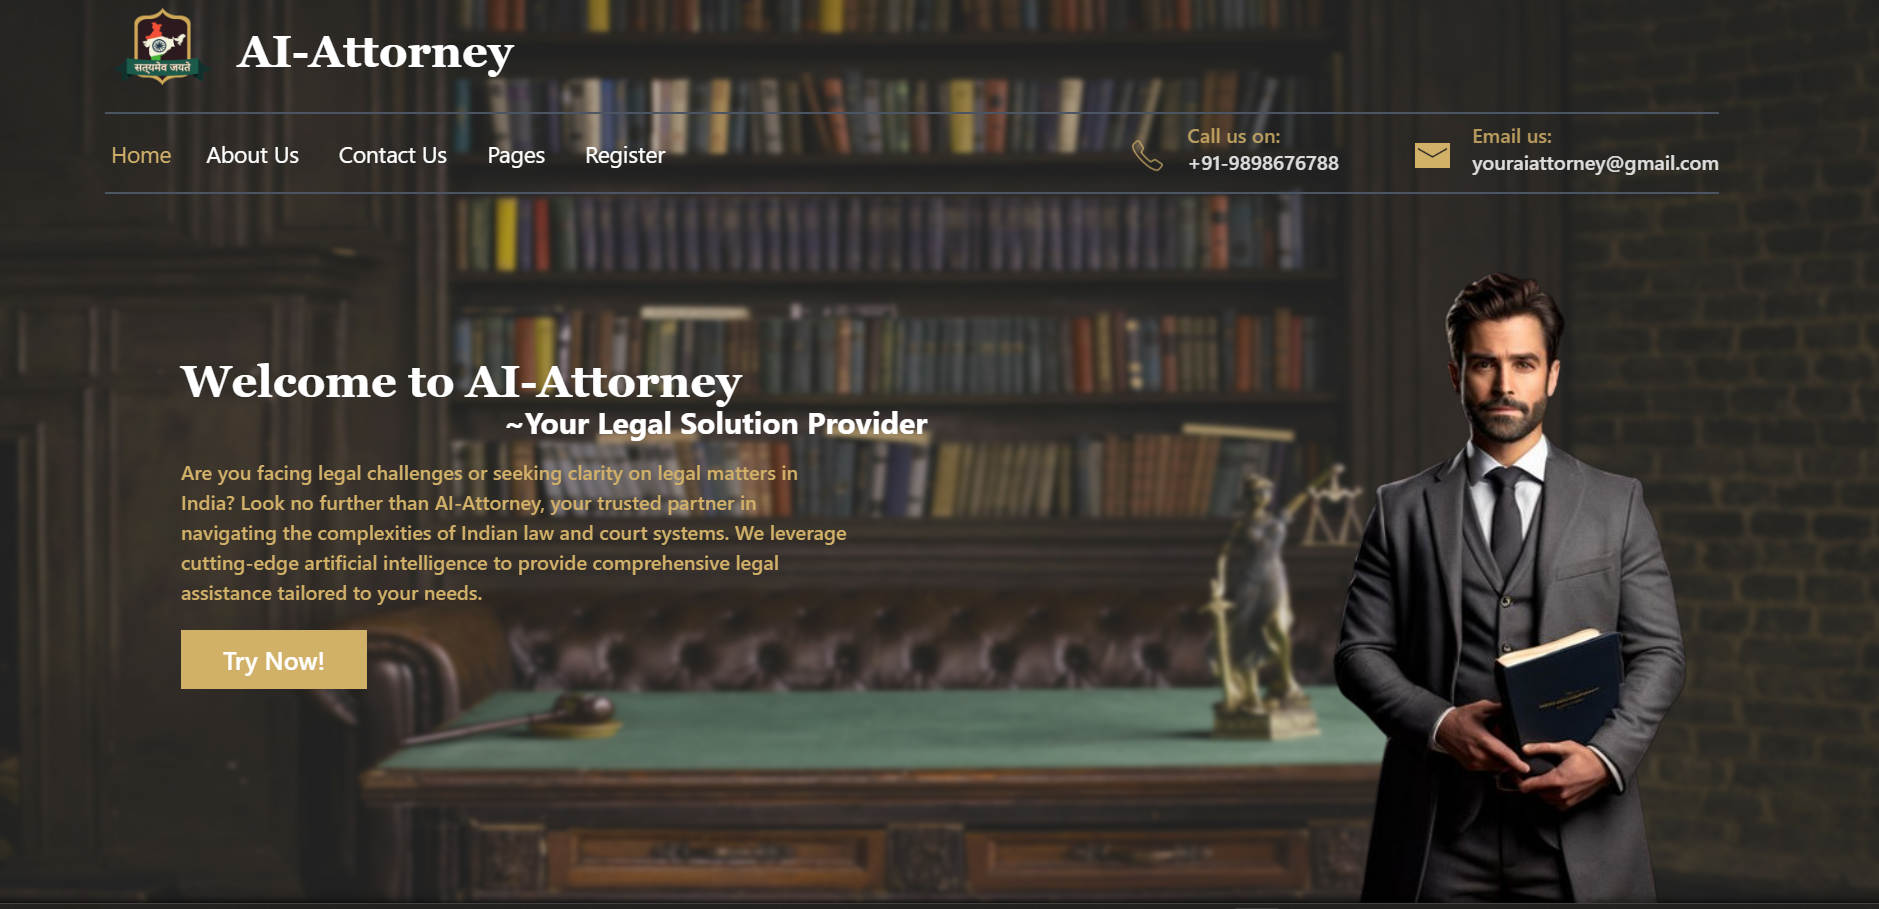 सत्यमेव जयते
AI-Attorney
Home About Us Contact Us Pages Register
Call us on:
+91-9898676788
Email us:
youraiattorney@gmail.com
Welcome to AI-Attorney
~Your Legal Solution Provider
Are you facing legal challenges or seeking clarity on legal matters in
India? Look no further than AI-Attorney, your trusted partner in
navigating the complexities of Indian law and court systems. We leverage
cutting-edge artificial intelligence to provide comprehensive legal
assistance tailored to your needs.
Try Now!